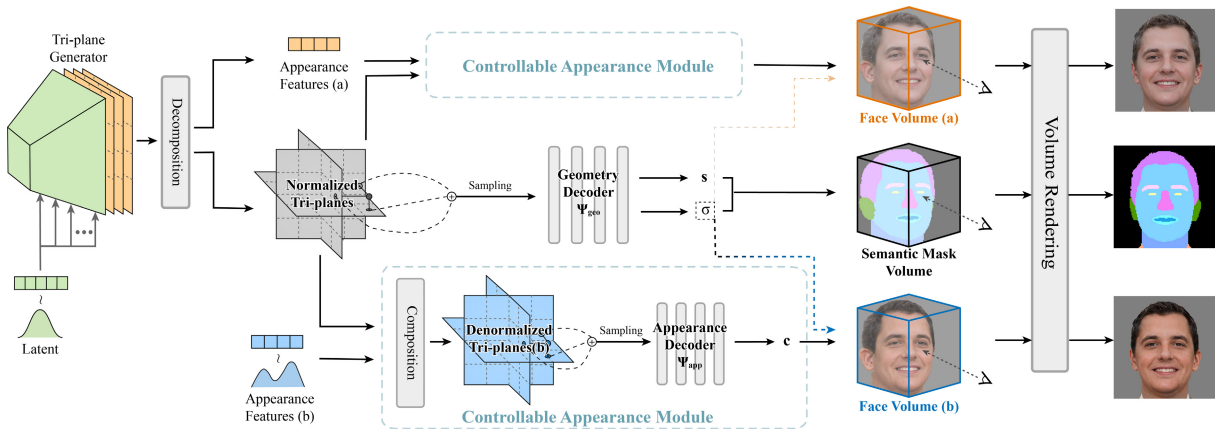 Tri-plane
Generator
Decomposition
Latent
Appearance
Features (a)
Controllable Appearance Module
Normalized
Tri-planes
Sampling
Geometry
Decoder
Ψgeo
s
σ
Face Volume (a)
Semantic Mask
Volume
Volume Rendering
Appearance
Features (b)
Composition
Denormalized
Tri-planes(b)
Sampling
Appearance
Decoder
Ψapp
c
Controllable Appearance Module
Face Volume (b)